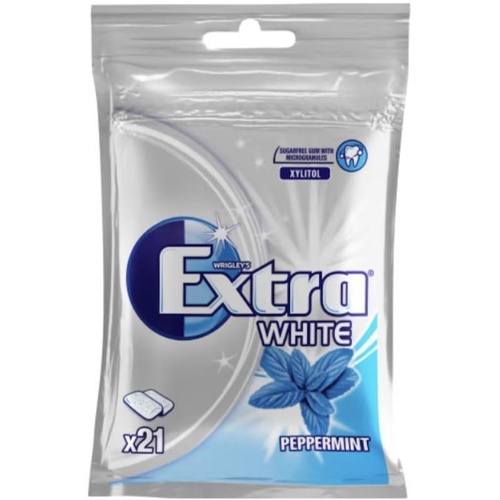 SUGARFREE GUM WITH
MICROGRANULES
XYLITOL
WRIGLEY'S
Extra®
WHITE
x21
PEPPERMINT